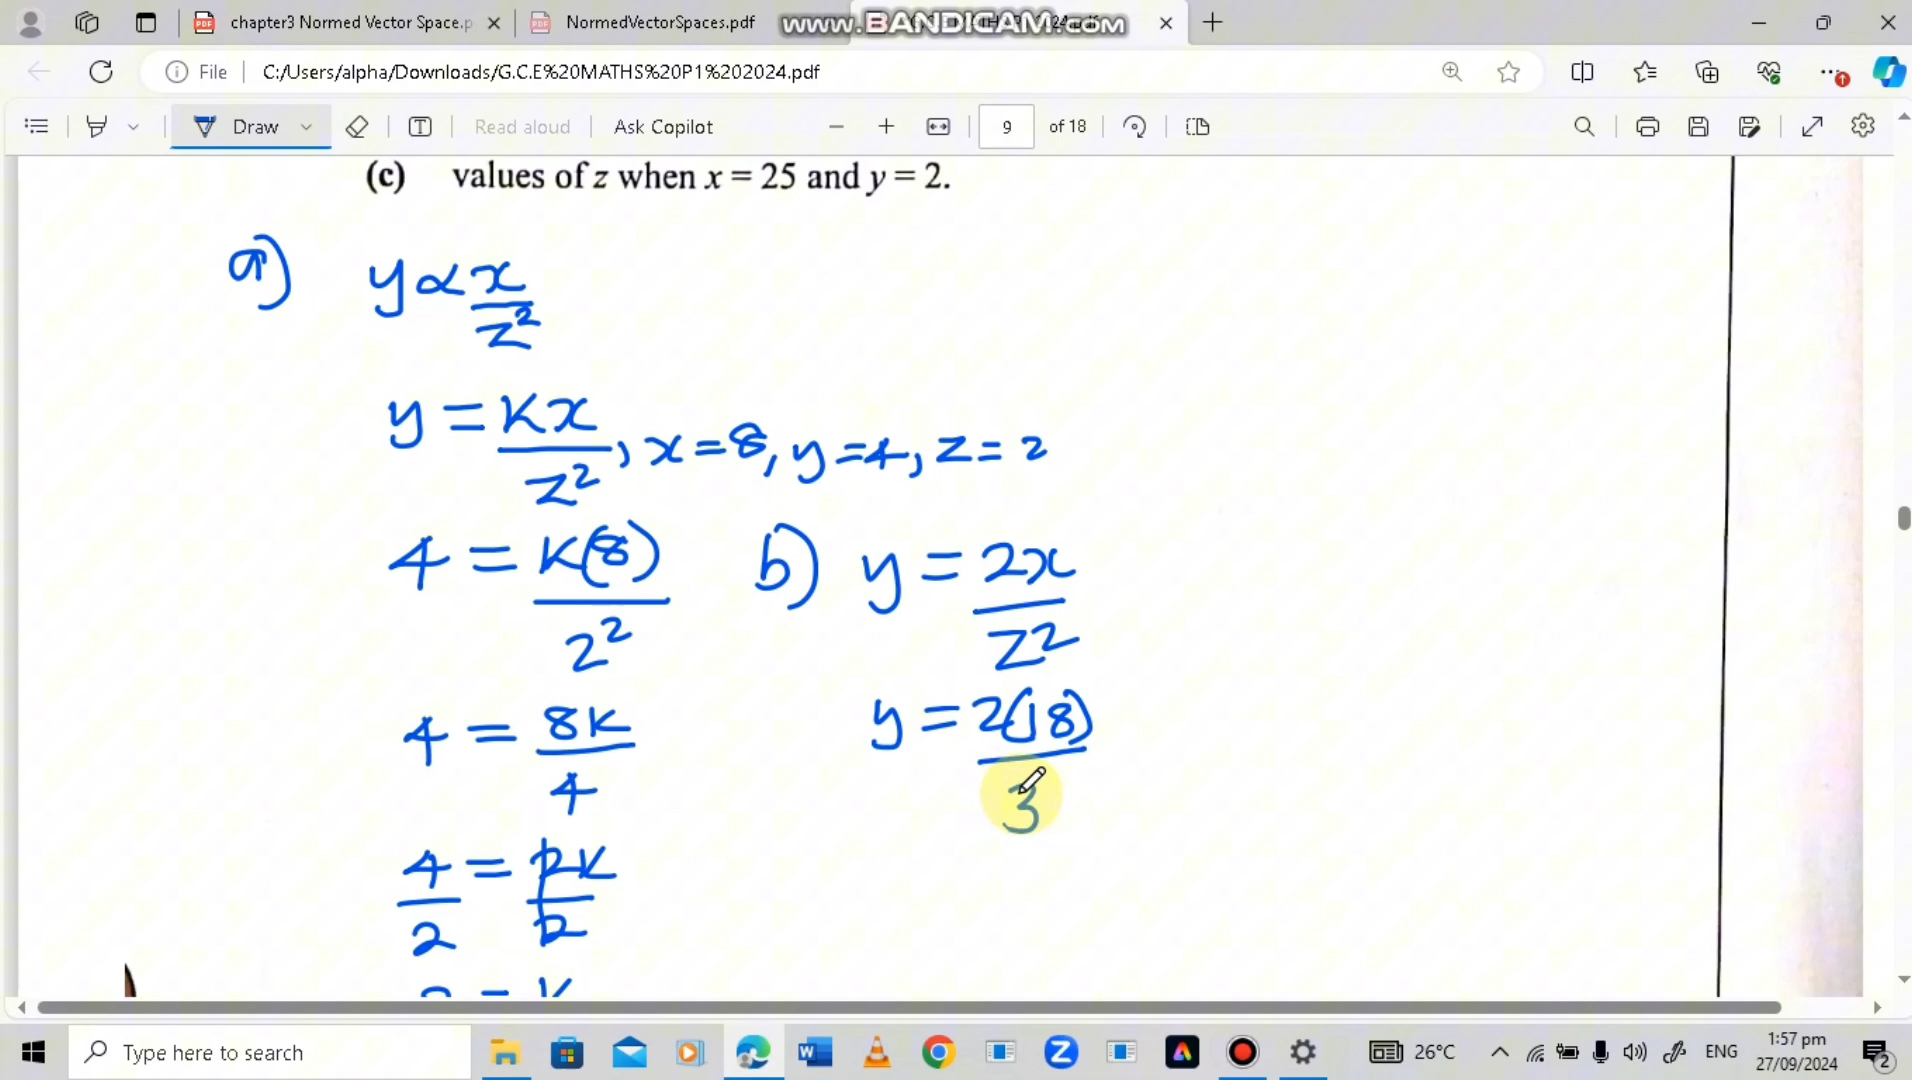 chapter3 Normed Vector Space.p
NormedVectorSpaces.pdf
www.BANDICAM.com
File
C:/Users/alpha/Downloads/G.C.E%20MATHS%20P1%202024.pdf
Draw
Read aloud
Ask Copilot
9
of 18
(c) values of z when x = 25 and y = 2.
a) y ∝ x/z²
y = kx/z², x = 8, y = 4, z = 2
4 = k(8)/2²
b) y = 2x/z²
4 = 8k/4
y = 2(18)/3
4/2 = 2k/2
Type here to search
26°C
ENG
1:57 pm
27/09/2024
2